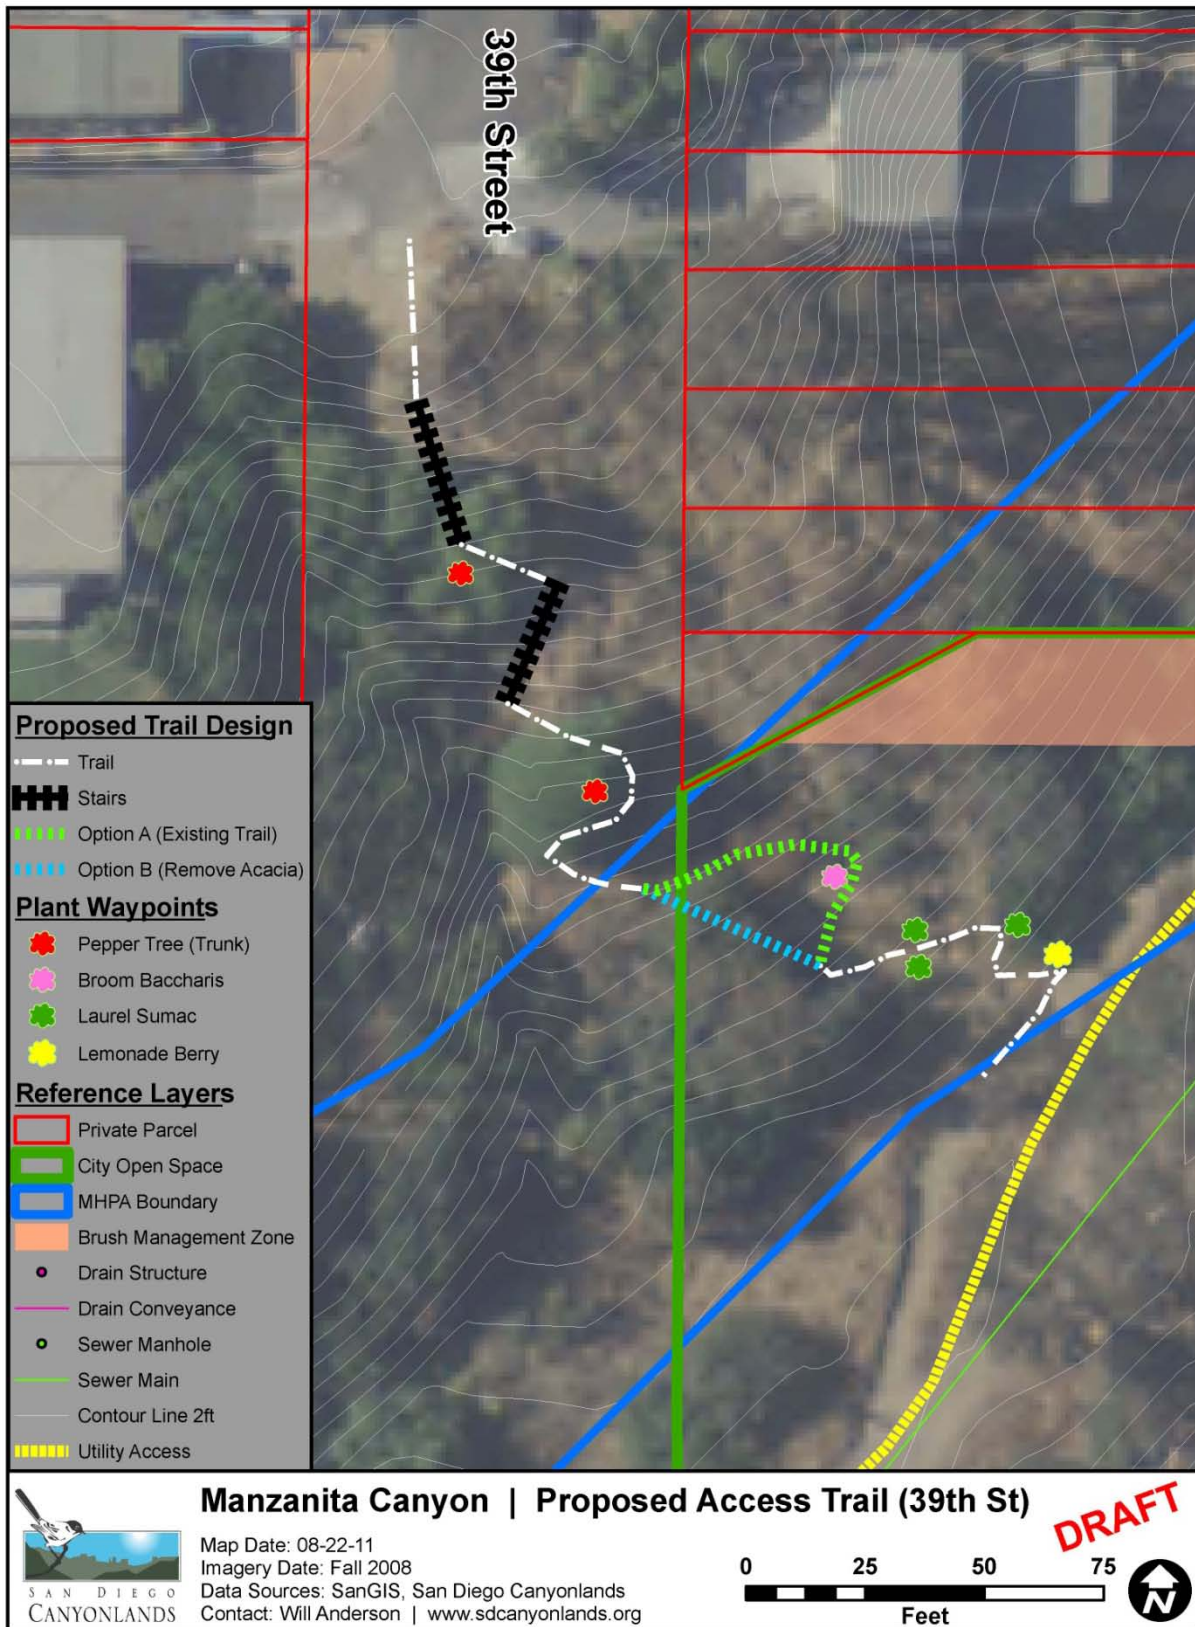 39th Street
Proposed Trail Design
Trail
Stairs
Option A (Existing Trail)
Option B (Remove Acacia)
Plant Waypoints
Pepper Tree (Trunk)
Broom Baccharis
Laurel Sumac
Lemonade Berry
Reference Layers
Private Parcel
City Open Space
MHPA Boundary
Brush Management Zone
Drain Structure
Drain Conveyance
Sewer Manhole
Sewer Main
Contour Line 2ft
Utility Access
SAN DIEGO
CANYONLANDS
Manzanita Canyon | Proposed Access Trail (39th St)
Map Date: 08-22-11
Imagery Date: Fall 2008
Data Sources: SanGIS, San Diego Canyonlands
Contact: Will Anderson | www.sdcanyonlands.org
DRAFT
0 25 50 75
Feet
N